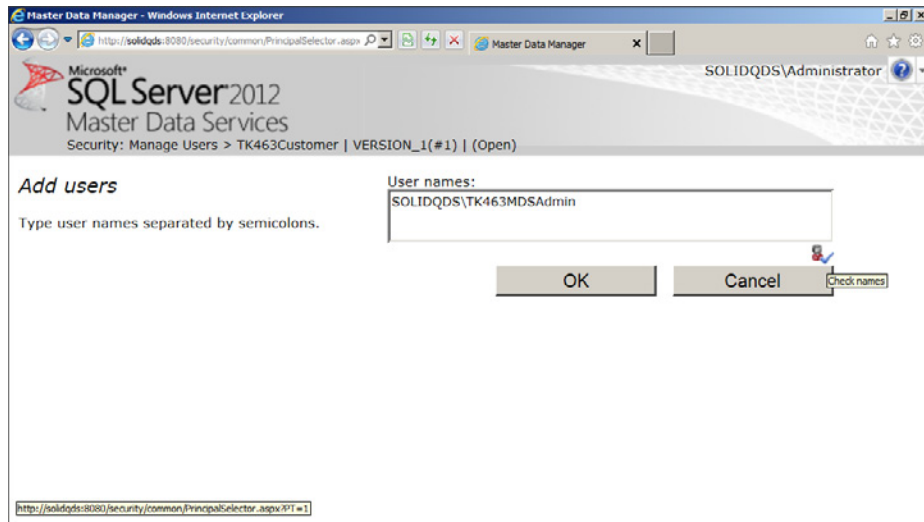 Master Data Manager - Windows Internet Explorer
http://solidqds:8080/security/common/PrincipalSelector.aspx
Master Data Manager
Microsoft®
SQL Server 2012
Master Data Services
SOLIDQDS\Administrator
Security: Manage Users > TK463Customer | VERSION_1(#1) | (Open)
Add users
Type user names separated by semicolons.
User names:
SOLIDQDS\TK463MDSAdmin
OK
Cancel
Check names
http://solidqds:8080/security/common/PrincipalSelector.aspx?PT=1